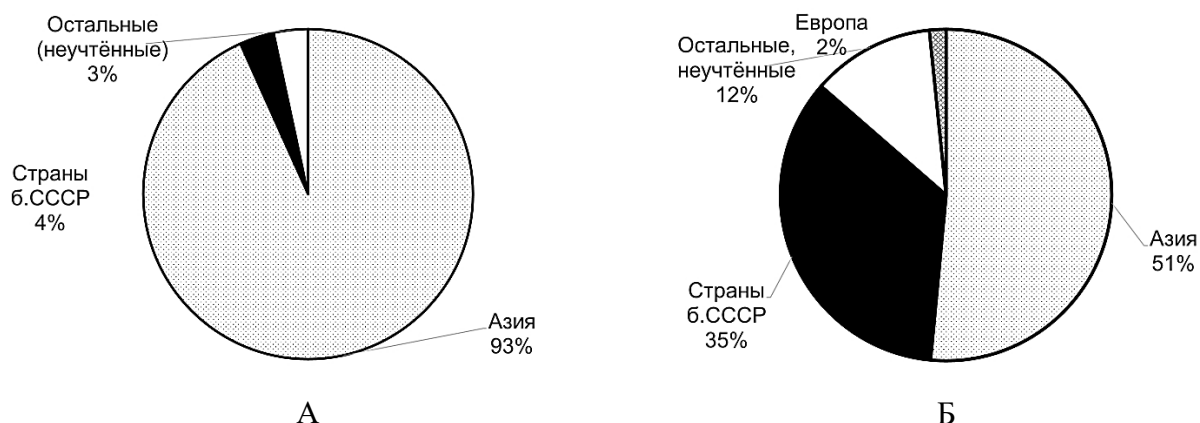 Остальные
(неучтённые)
3%
Страны
б.СССР
4%
Азия
93%
А
Европа
2%
Остальные,
неучтённые
12%
Азия
51%
Страны
б.СССР
35%
Б